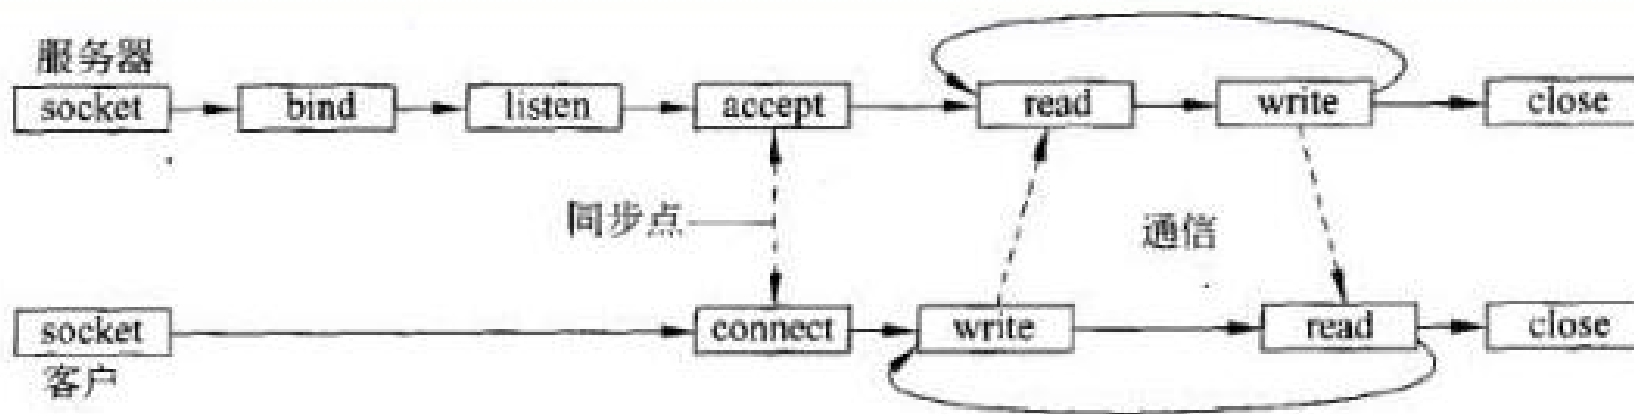 服务器
socket bind listen accept read write close
同步点 通信
socket connect write read close
客户